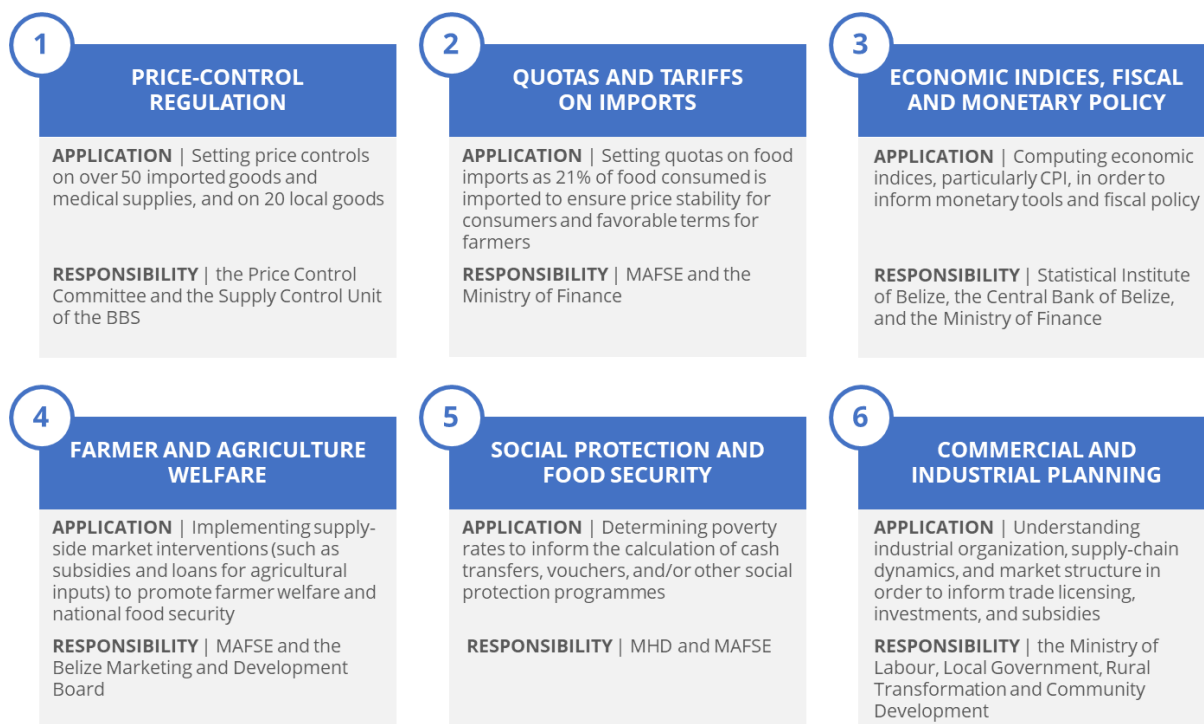 1
PRICE-CONTROL
REGULATION
APPLICATION | Setting price controls
on over 50 imported goods and
medical supplies, and on 20 local goods
RESPONSIBILITY | the Price Control
Committee and the Supply Control Unit
of the BBS
2
QUOTAS AND TARIFFS
ON IMPORTS
APPLICATION | Setting quotas on food
imports as 21% of food consumed is
imported to ensure price stability for
consumers and favorable terms for
farmers
RESPONSIBILITY | MAFSE and the
Ministry of Finance
3
ECONOMIC INDICES, FISCAL
AND MONETARY POLICY
APPLICATION | Computing economic
indices, particularly CPI, in order to
inform monetary tools and fiscal policy
RESPONSIBILITY | Statistical Institute
of Belize, the Central Bank of Belize,
and the Ministry of Finance
4
FARMER AND AGRICULTURE
WELFARE
APPLICATION | Implementing supply-
side market interventions (such as
subsidies and loans for agricultural
inputs) to promote farmer welfare and
national food security
RESPONSIBILITY | MAFSE and the
Belize Marketing and Development
Board
5
SOCIAL PROTECTION AND
FOOD SECURITY
APPLICATION | Determining poverty
rates to inform the calculation of cash
transfers, vouchers, and/or other social
protection programmes
RESPONSIBILITY | MHD and MAFSE
6
COMMERCIAL AND
INDUSTRIAL PLANNING
APPLICATION | Understanding
industrial organization, supply-chain
dynamics, and market structure in
order to inform trade licensing,
investments, and subsidies
RESPONSIBILITY | the Ministry of
Labour, Local Government, Rural
Transformation and Community
Development